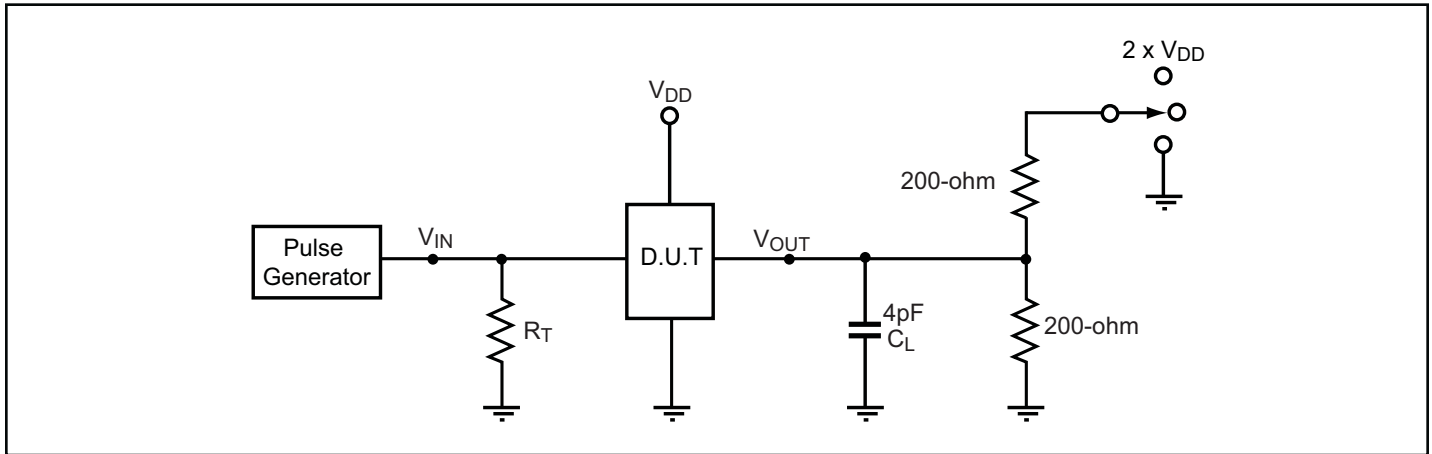 2 x VDD
VDD
200-ohm
Pulse
Generator
VIN
D.U.T
VOUT
RT
4pF
CL
200-ohm